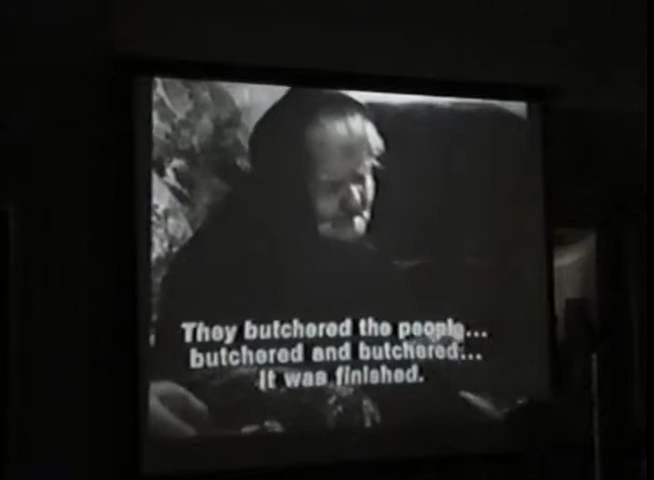 They butchered the people...
butchered and butchered...
It was finished.